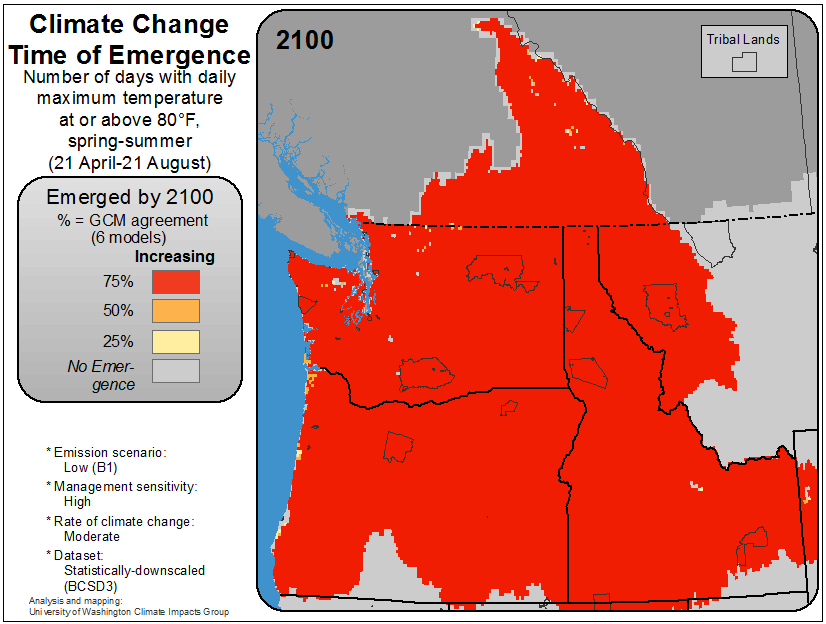 Climate Change
Time of Emergence
Number of days with daily
maximum temperature
at or above 80°F,
spring-summer
(21 April-21 August)
Emerged by 2100
% = GCM agreement
(6 models)
Increasing
75%
50%
25%
No Emer-
gence
* Emission scenario:
Low (B1)
* Management sensitivity:
High
* Rate of climate change:
Moderate
* Dataset:
Statistically-downscaled
(BCSD3)
Analysis and mapping:
University of Washington Climate Impacts Group
2100
Tribal Lands